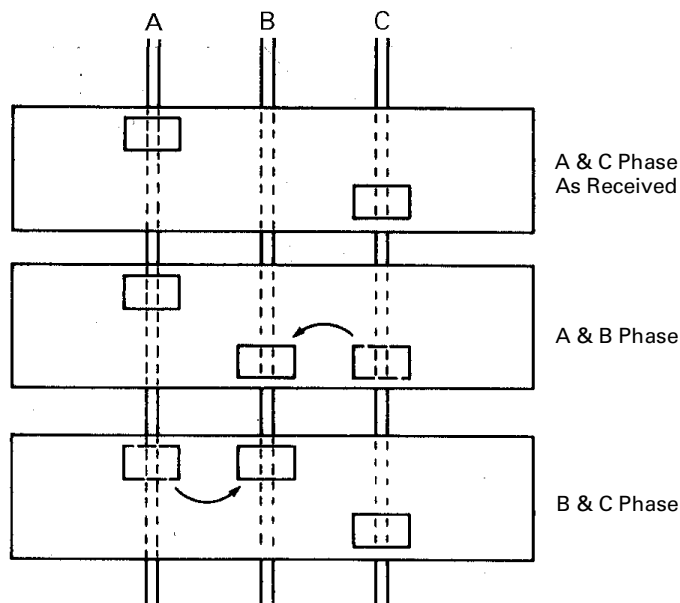 A B C
A & C Phase
As Received
A & B Phase
B & C Phase